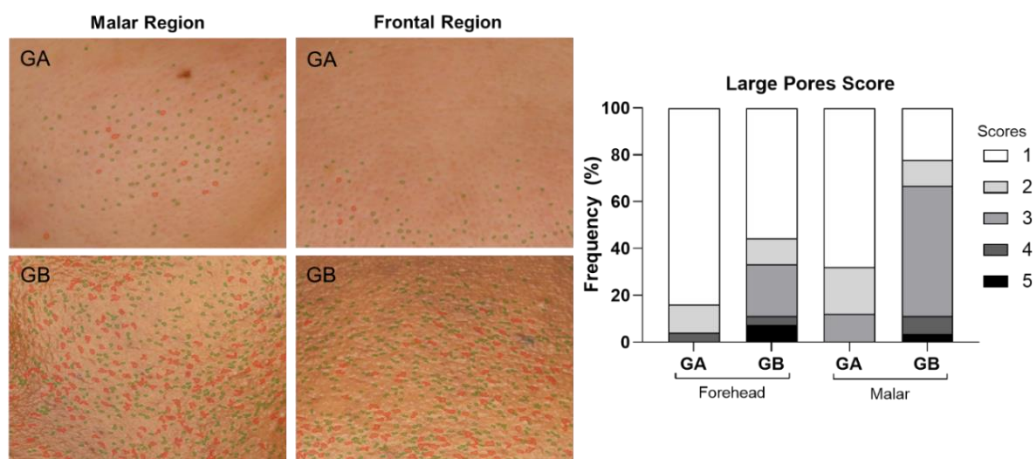 Malar Region
Frontal Region
GA
GA
GB
GB
Large Pores Score
Frequency (%)
100
80
60
40
20
0
GA
GB
GA
GB
Forehead
Malar
Scores
1
2
3
4
5